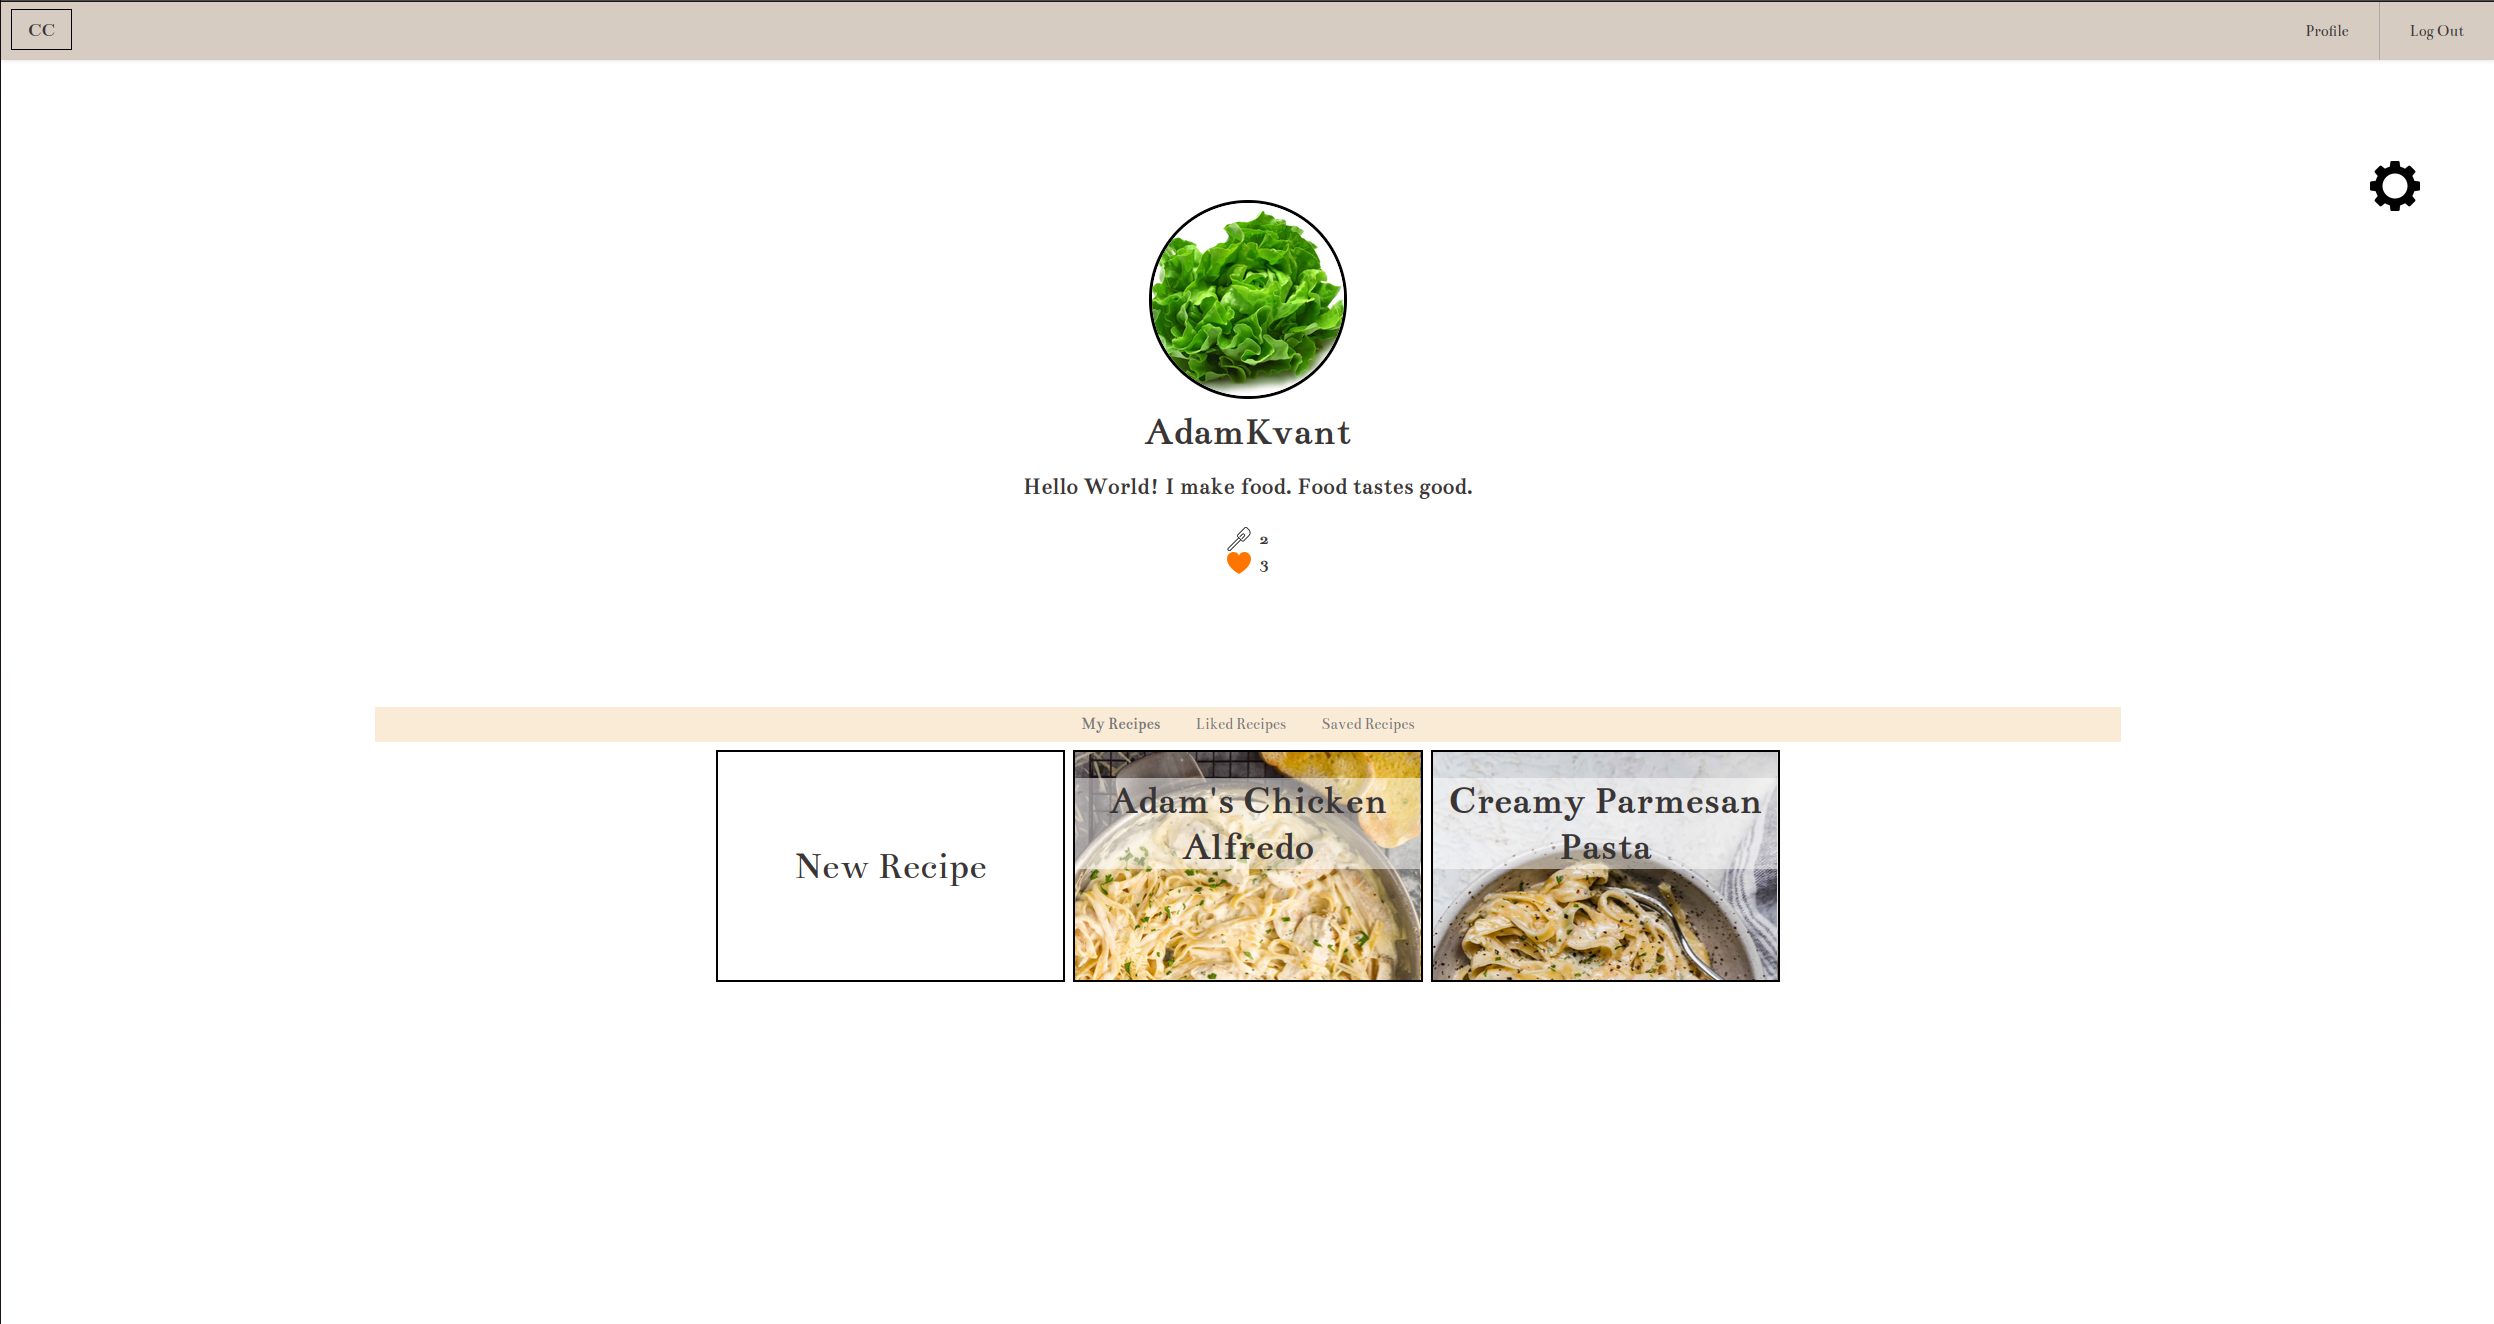 CC
Profile
Log Out
AdamKvant
Hello World! I make food. Food tastes good.
2
3
My Recipes
Liked Recipes
Saved Recipes
New Recipe
Adam's Chicken
Alfredo
Creamy Parmesan
Pasta